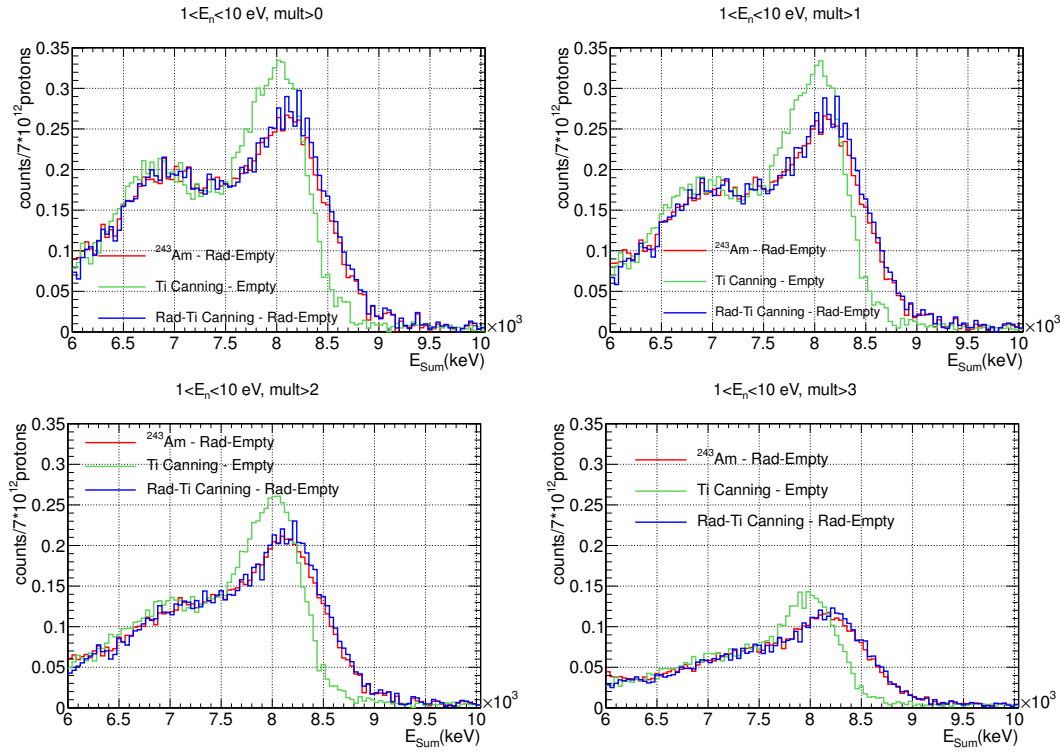 1<E_n<10 eV, mult>0
counts/7*10^12protons
0.35
0.3
0.25
0.2
0.15
0.1
0.05
0
^243Am - Rad-Empty
Ti Canning - Empty
Rad-Ti Canning - Rad-Empty
6 6.5 7 7.5 8 8.5 9 9.5 10
×10^3
E_Sum(keV)
1<E_n<10 eV, mult>1
counts/7*10^12protons
0.35
0.3
0.25
0.2
0.15
0.1
0.05
0
^243Am - Rad-Empty
Ti Canning - Empty
Rad-Ti Canning - Rad-Empty
6 6.5 7 7.5 8 8.5 9 9.5 10
×10^3
E_Sum(keV)
1<E_n<10 eV, mult>2
counts/7*10^12protons
0.35
0.3
0.25
0.2
0.15
0.1
0.05
0
^243Am - Rad-Empty
Ti Canning - Empty
Rad-Ti Canning - Rad-Empty
6 6.5 7 7.5 8 8.5 9 9.5 10
×10^3
E_Sum(keV)
1<E_n<10 eV, mult>3
counts/7*10^12protons
0.35
0.3
0.25
0.2
0.15
0.1
0.05
0
^243Am - Rad-Empty
Ti Canning - Empty
Rad-Ti Canning - Rad-Empty
6 6.5 7 7.5 8 8.5 9 9.5 10
×10^3
E_Sum(keV)